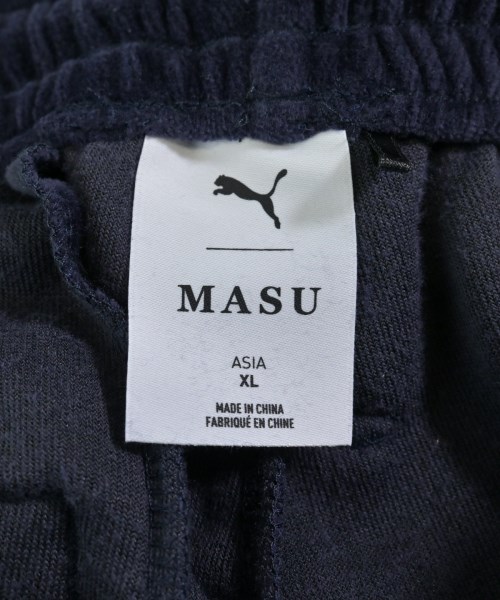 MASU
ASIA
XL
MADE IN CHINA
FABRIQUÉ EN CHINE